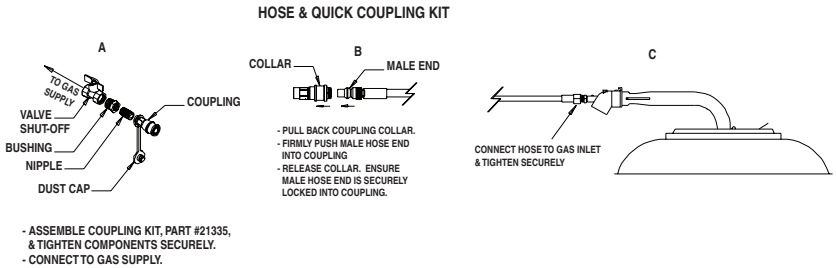 HOSE & QUICK COUPLING KIT
A
TO GAS
SUPPLY
VALVE
SHUT-OFF
BUSHING
NIPPLE
DUST CAP
COUPLING
- ASSEMBLE COUPLING KIT, PART #21335,
& TIGHTEN COMPONENTS SECURELY.
- CONNECT TO GAS SUPPLY.
B
COLLAR
MALE END
- PULL BACK COUPLING COLLAR.
- FIRMLY PUSH MALE HOSE END
INTO COUPLING
- RELEASE COLLAR. ENSURE
MALE HOSE END IS SECURELY
LOCKED INTO COUPLING.
C
CONNECT HOSE TO GAS INLET
& TIGHTEN SECURELY